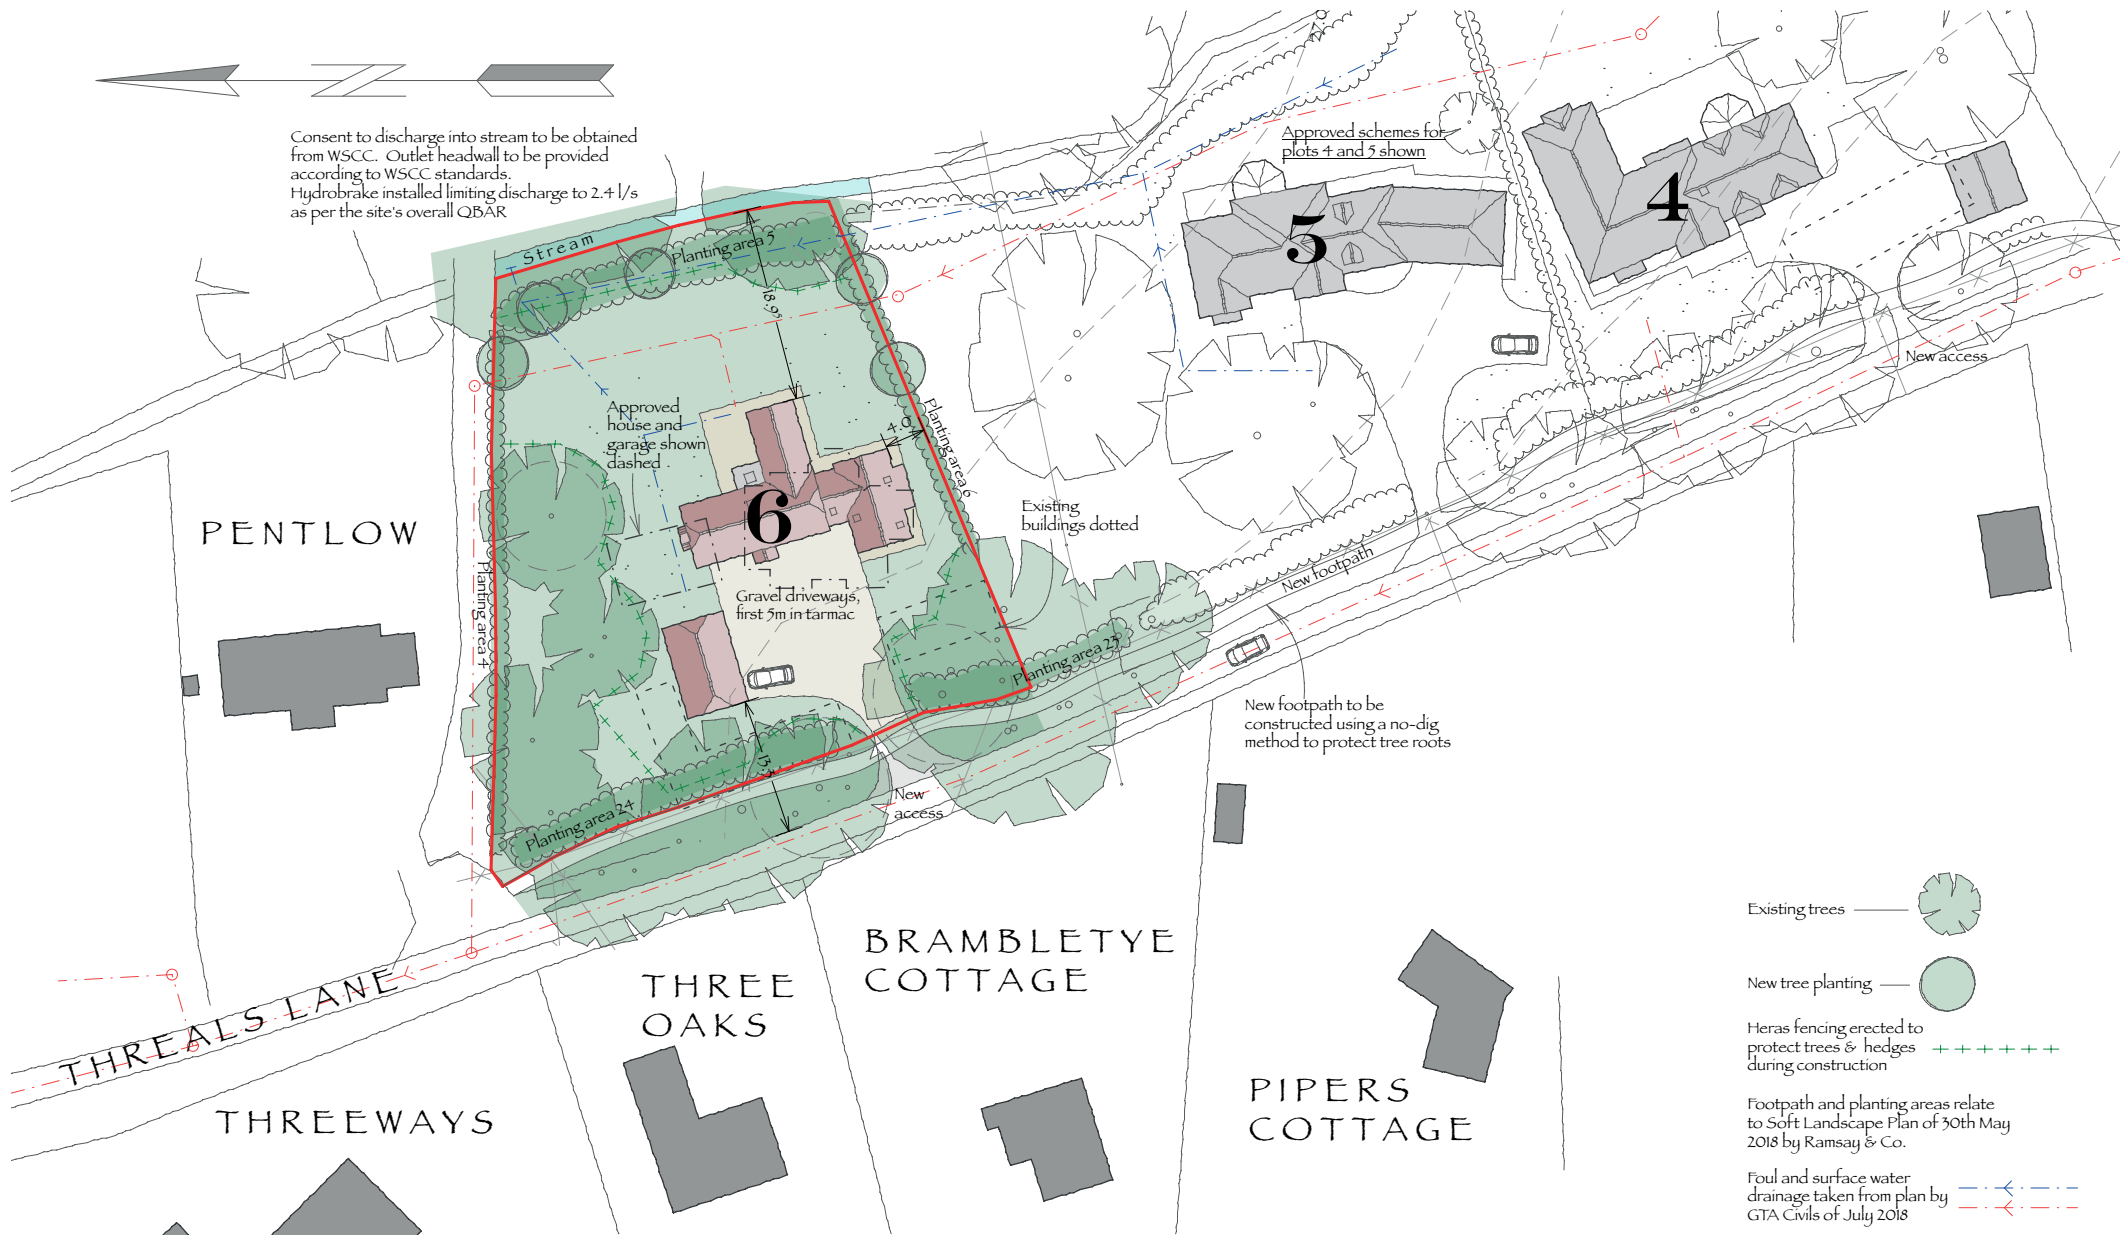 Consent to discharge into stream to be obtained
from WSCC. Outlet headwall to be provided
according to WSCC standards.
Hydrobrake installed limiting discharge to 2.4 l/s
as per the site's overall QBAR
Approved schemes for
plots 4 and 5 shown
4
5
Stream
Planting area 5
18.95
New access
Approved
house and
garage shown
dashed
4.0
Planting area 6
6
Existing
buildings dotted
PENTLOW
Planting area 4
Gravel driveways,
first 5m in tarmac
New footpath
Planting area 23
New footpath to be
constructed using a no-dig
method to protect tree roots
13.5
Planting area 24
New
access
THREALS LANE
THREE
OAKS
BRAMBLETYE
COTTAGE
THREEWAYS
PIPERS
COTTAGE
Existing trees
New tree planting
Heras fencing erected to
protect trees & hedges
during construction
Footpath and planting areas relate
to Soft Landscape Plan of 30th May
2018 by Ramsay & Co.
Foul and surface water
drainage taken from plan by
GTA Civils of July 2018